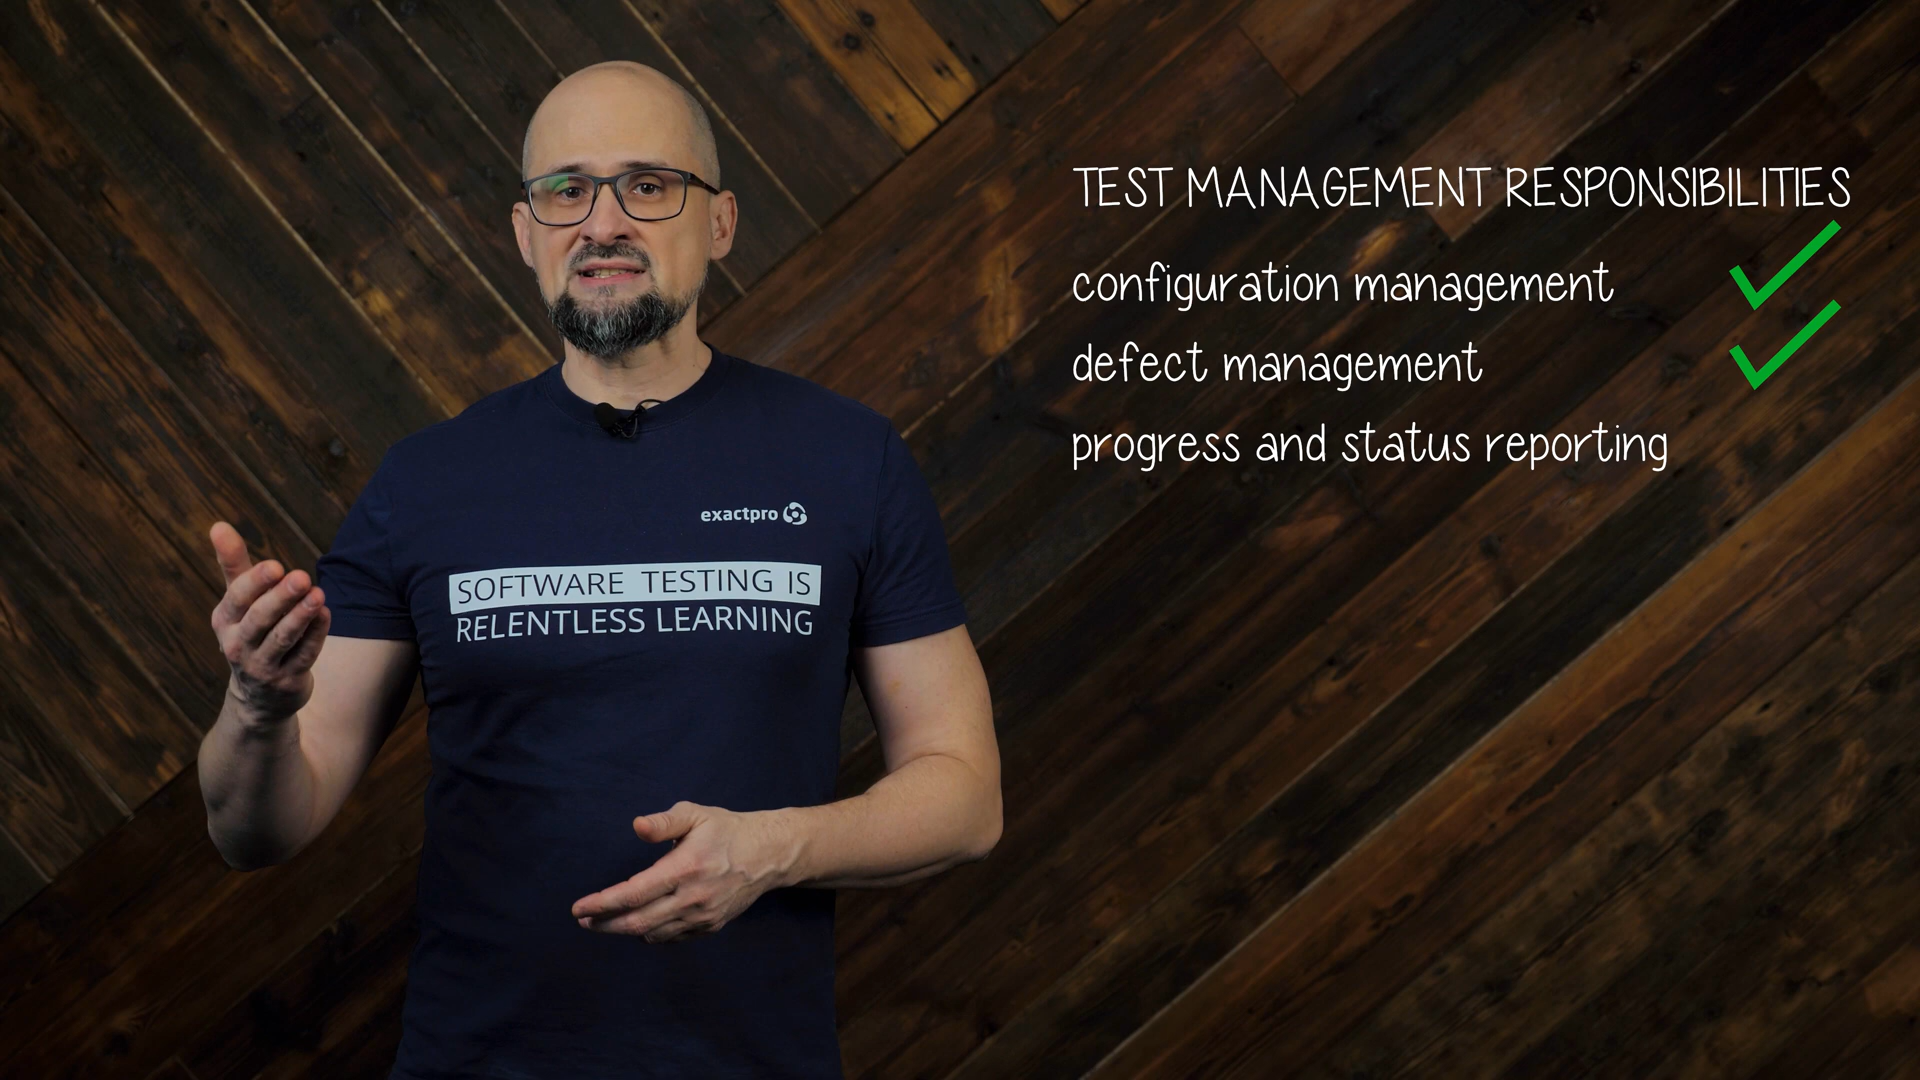 TEST MANAGEMENT RESPONSIBILITIES
configuration management
defect management
progress and status reporting
exactpro
SOFTWARE TESTING IS
RELENTLESS LEARNING